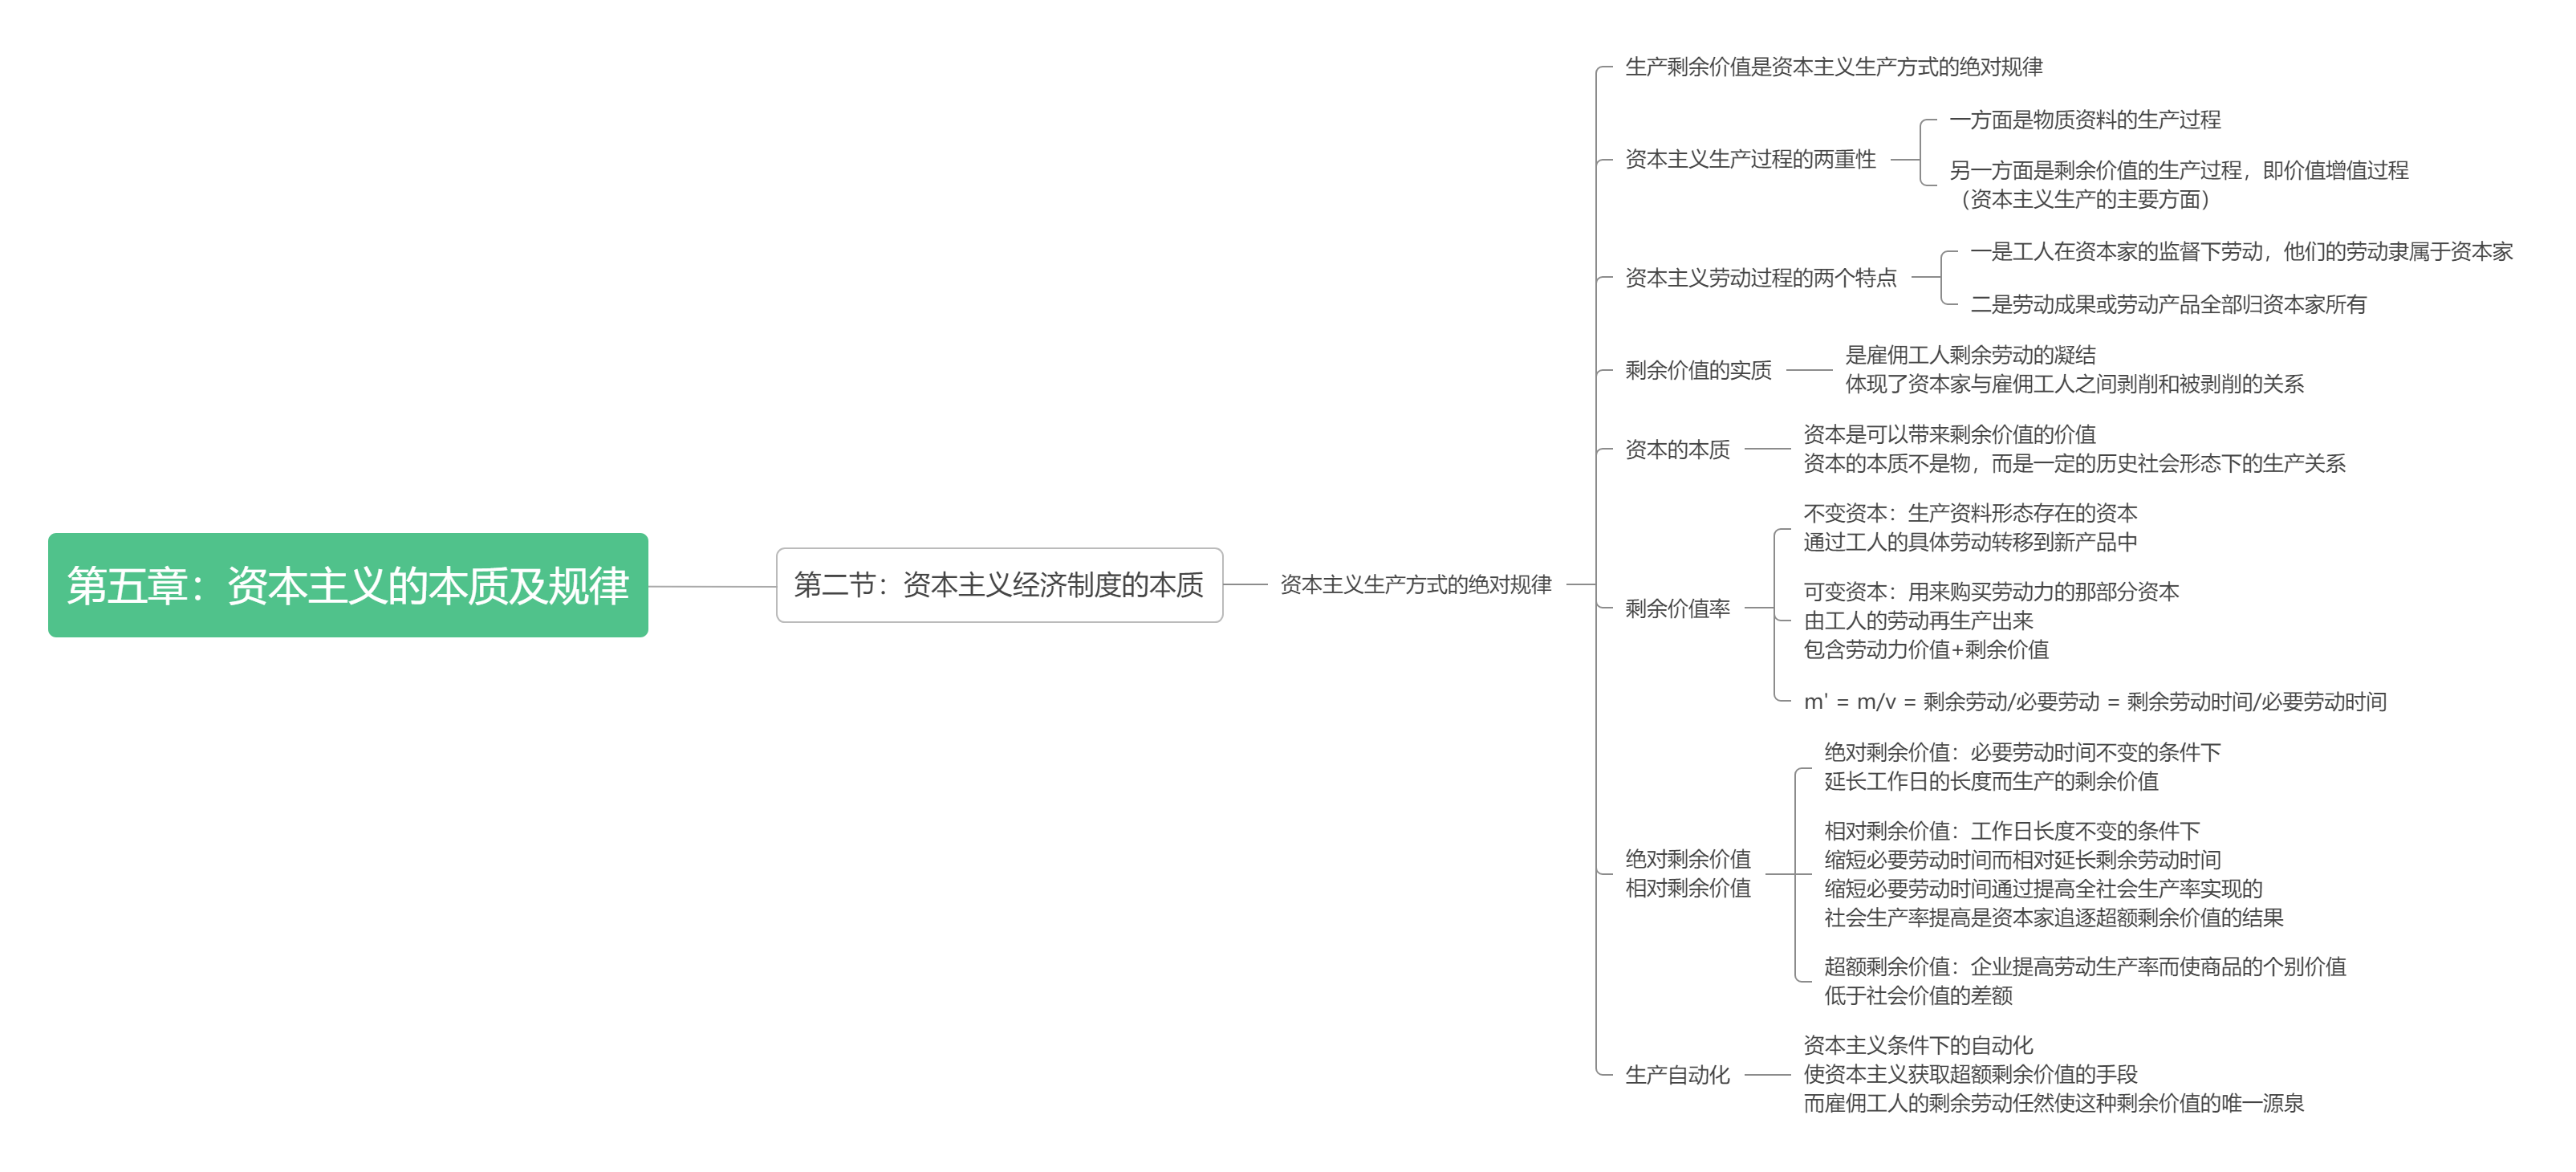 第五章：资本主义的本质及规律
第二节：资本主义经济制度的本质
资本主义生产方式的绝对规律
生产剩余价值是资本主义生产方式的绝对规律
资本主义生产过程的两重性
一方面是物质资料的生产过程
另一方面是剩余价值的生产过程，即价值增值过程
（资本主义生产的主要方面）
资本主义劳动过程的两个特点
一是工人在资本家的监督下劳动，他们的劳动隶属于资本家
二是劳动成果或劳动产品全部归资本家所有
剩余价值的实质
是雇佣工人剩余劳动的凝结
体现了资本家与雇佣工人之间剥削和被剥削的关系
资本的本质
资本是可以带来剩余价值的价值
资本的本质不是物，而是一定的历史社会形态下的生产关系
剩余价值率
不变资本：生产资料形态存在的资本
通过工人的具体劳动转移到新产品中
可变资本：用来购买劳动力的那部分资本
由工人的劳动再生产出来
包含劳动力价值+剩余价值
m' = m/v = 剩余劳动/必要劳动 = 剩余劳动时间/必要劳动时间
绝对剩余价值
相对剩余价值
绝对剩余价值：必要劳动时间不变的条件下
延长工作日的长度而生产的剩余价值
相对剩余价值：工作日长度不变的条件下
缩短必要劳动时间而相对延长剩余劳动时间
缩短必要劳动时间通过提高全社会生产率实现的
社会生产率提高是资本家追逐超额剩余价值的结果
超额剩余价值：企业提高劳动生产率而使商品的个别价值
低于社会价值的差额
生产自动化
资本主义条件下的自动化
使资本主义获取超额剩余价值的手段
而雇佣工人的剩余劳动任然使这种剩余价值的唯一源泉